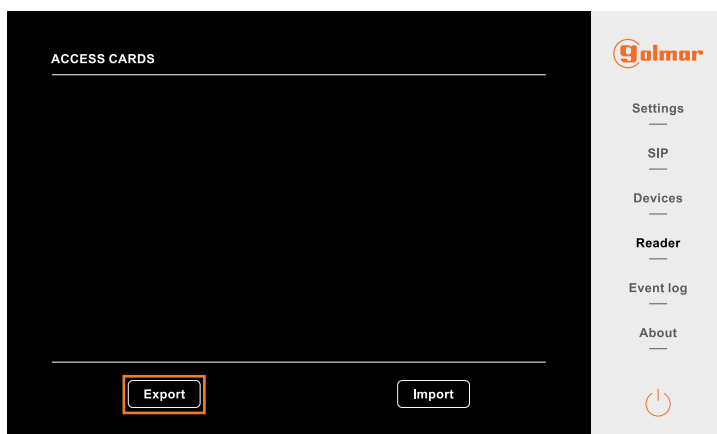 ACCESS CARDS
Export
Import
golmar
Settings
SIP
Devices
Reader
Event log
About